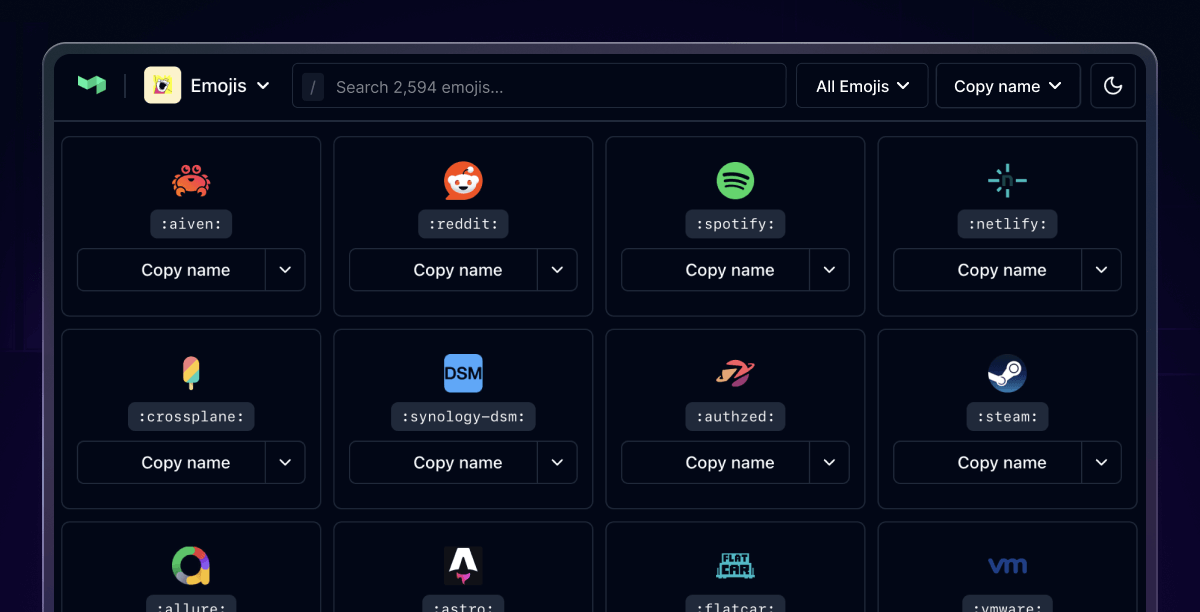 Emojis
/ Search 2,594 emojis...
All Emojis
Copy name
:aiven:
:reddit:
:spotify:
n
:netlify:
Copy name
Copy name
Copy name
Copy name
DSM
:crossplane:
:synology-dsm:
:authzed:
:steam:
Copy name
Copy name
Copy name
Copy name
FLAT
CAR
vm
:allure:
:astro:
:flatcar:
:vmware: